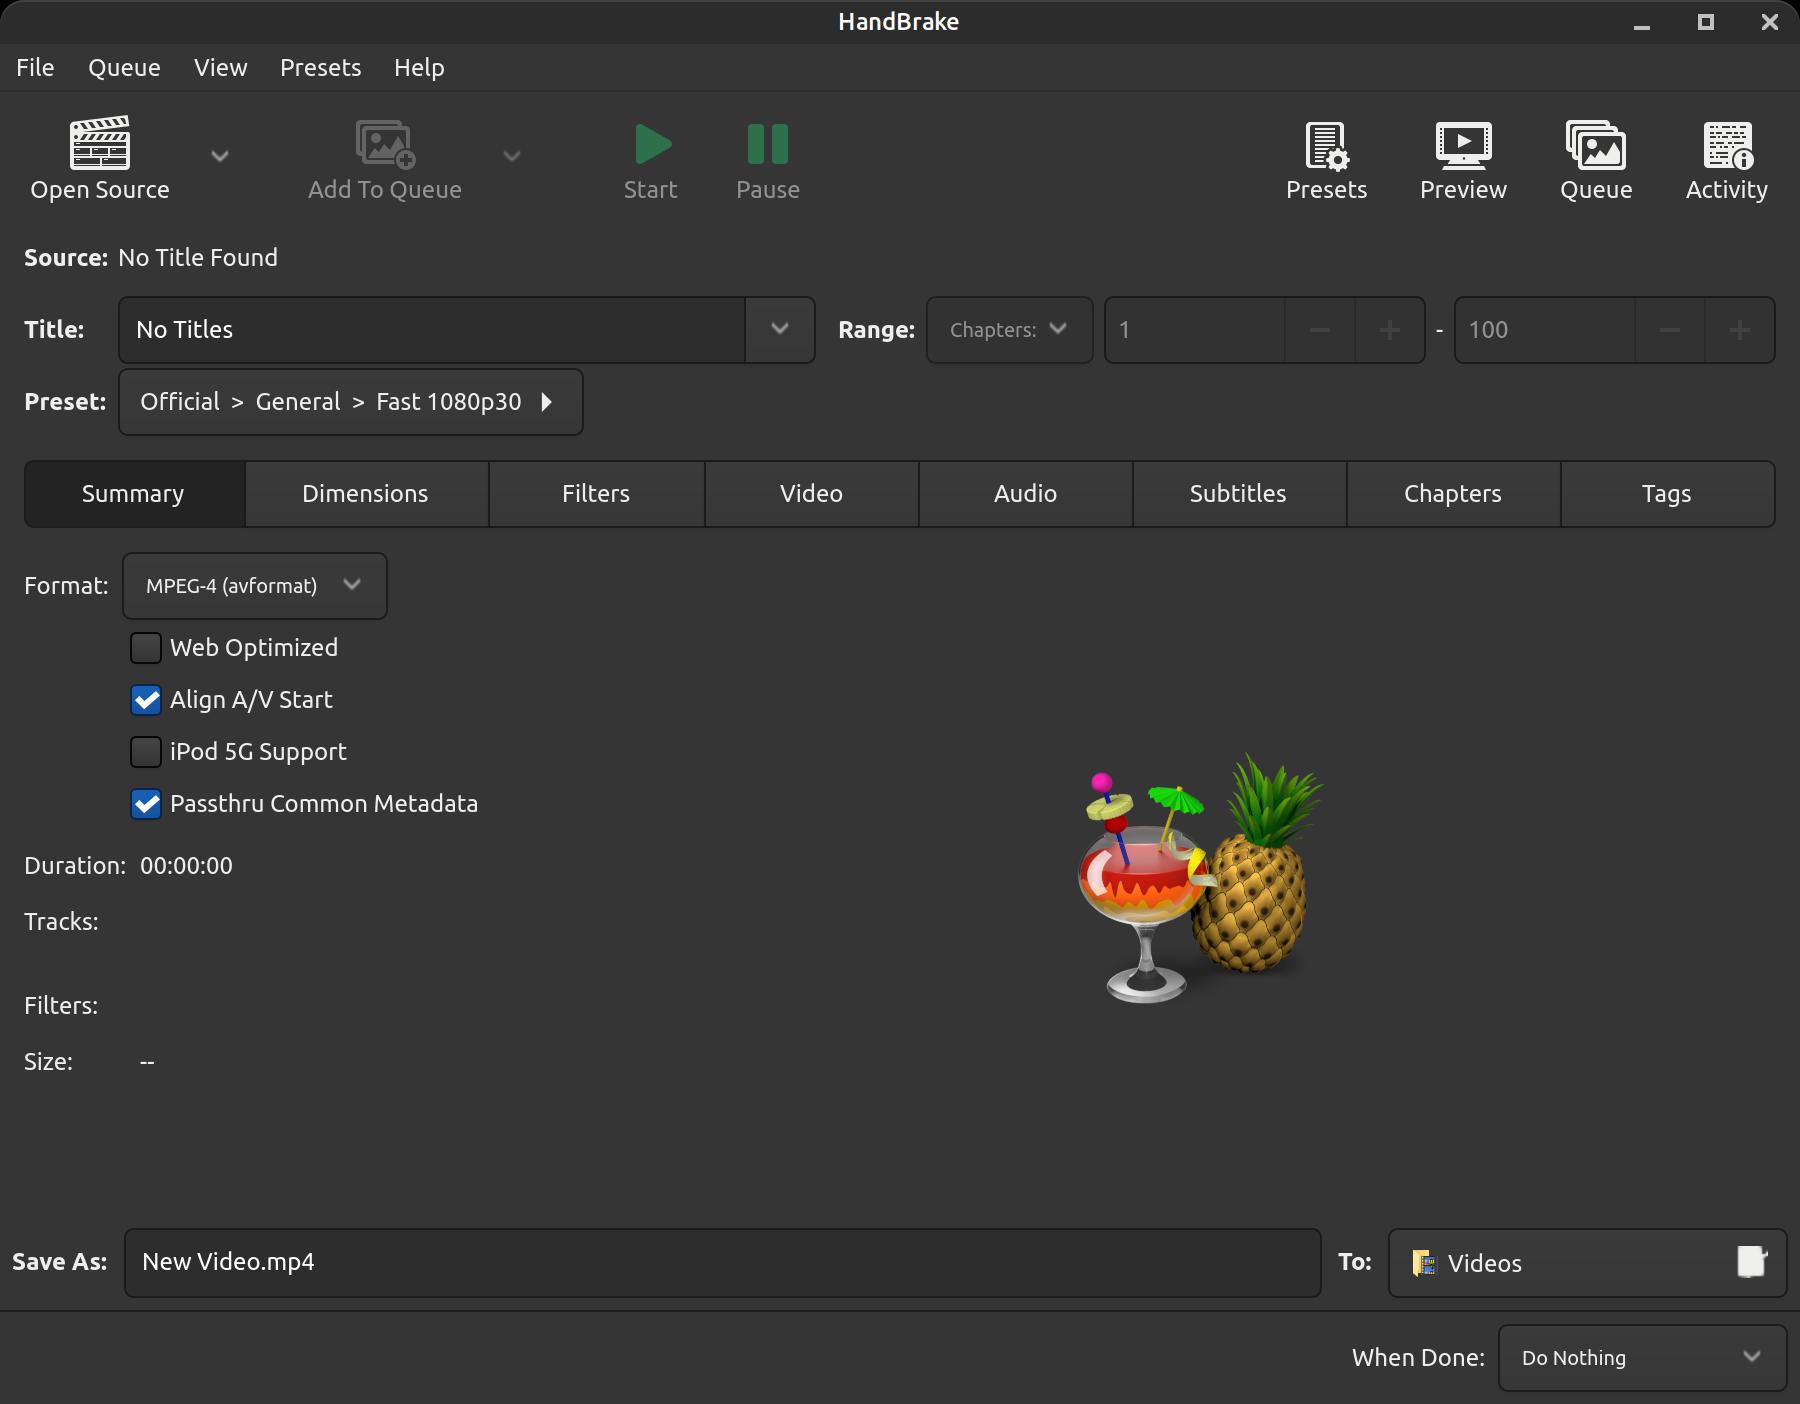 HandBrake
File Queue View Presets Help
Open Source Add To Queue Start Pause Presets Preview Queue Activity
Source: No Title Found
Title: No Titles Range: Chapters: 1 - 100
Preset: Official > General > Fast 1080p30
Summary Dimensions Filters Video Audio Subtitles Chapters Tags
Format: MPEG-4 (avformat)
Web Optimized
Align A/V Start
iPod 5G Support
Passthru Common Metadata
Duration: 00:00:00
Tracks:
Filters:
Size: --
Save As: New Video.mp4 To: Videos
When Done: Do Nothing